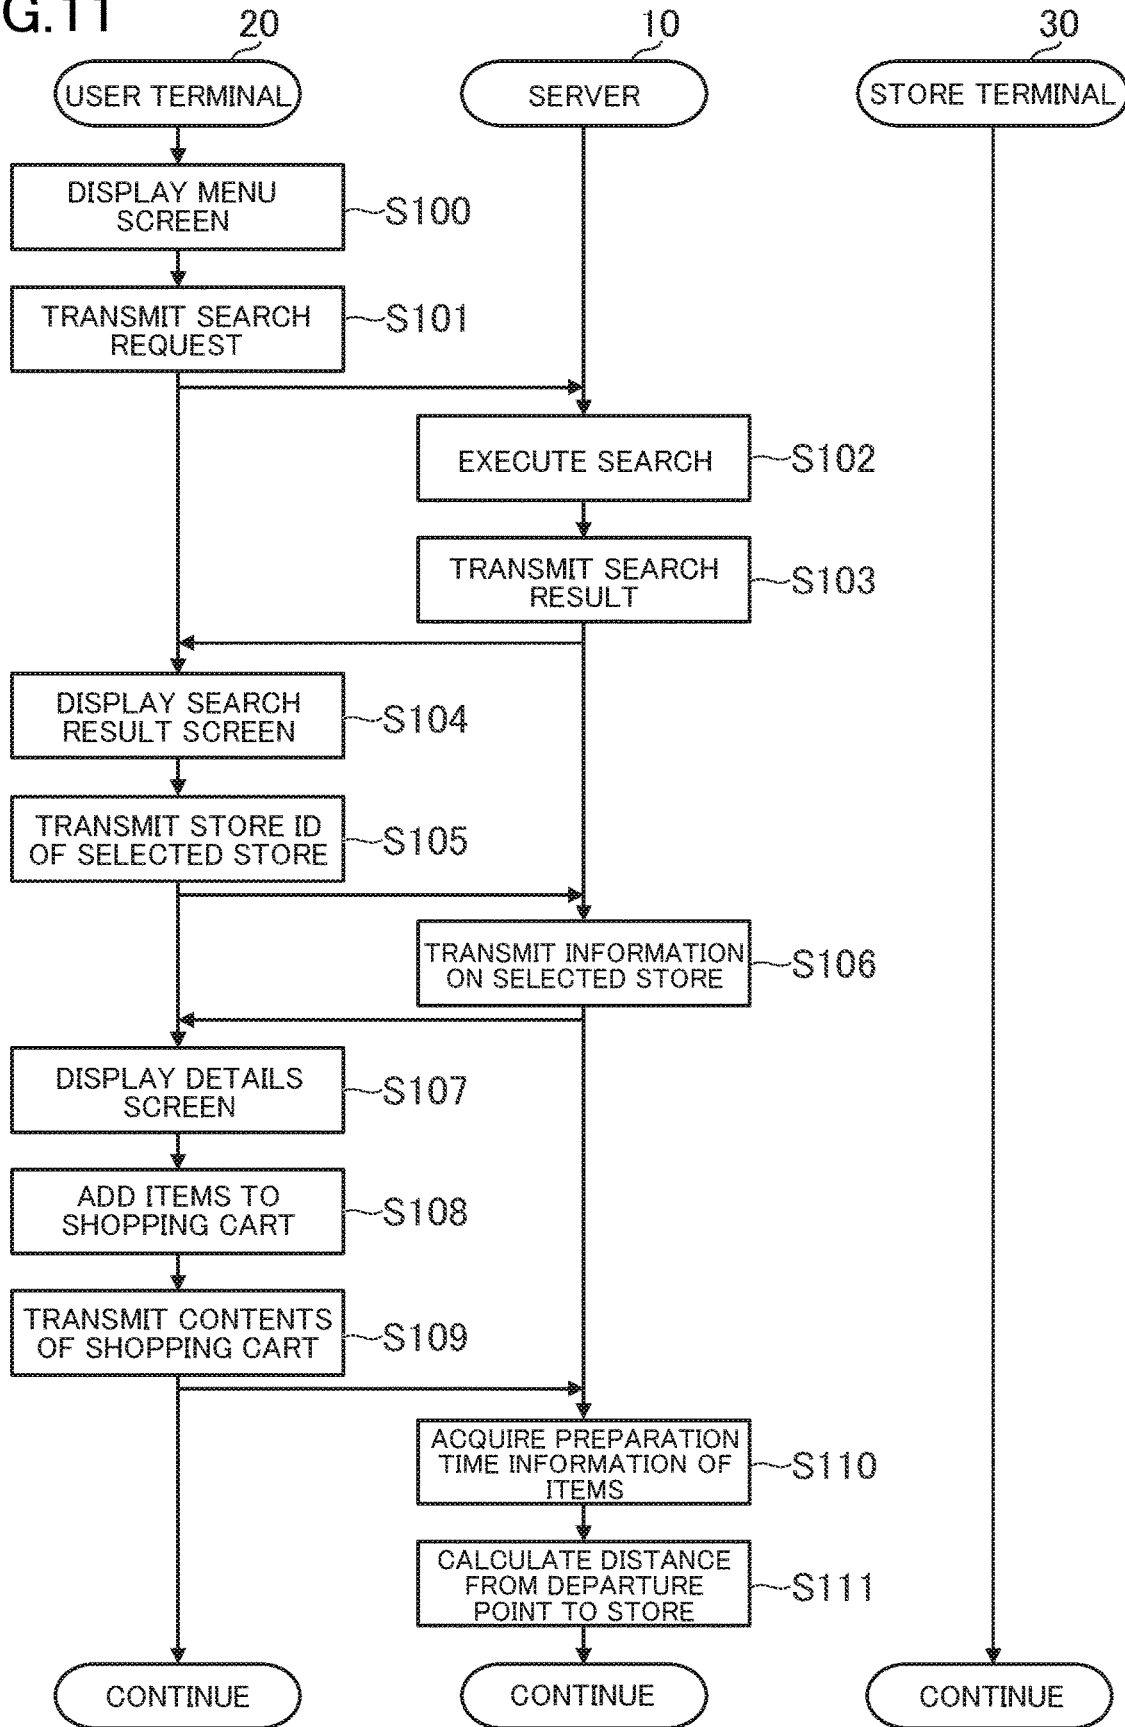 G.11
20
10
30
USER TERMINAL
SERVER
STORE TERMINAL
DISPLAY MENU
SCREEN
S100
TRANSMIT SEARCH
REQUEST
S101
EXECUTE SEARCH
S102
TRANSMIT SEARCH
RESULT
S103
DISPLAY SEARCH
RESULT SCREEN
S104
TRANSMIT STORE ID
OF SELECTED STORE
S105
TRANSMIT INFORMATION
ON SELECTED STORE
S106
DISPLAY DETAILS
SCREEN
S107
ADD ITEMS TO
SHOPPING CART
S108
TRANSMIT CONTENTS
OF SHOPPING CART
S109
ACQUIRE PREPARATION
TIME INFORMATION OF
ITEMS
S110
CALCULATE DISTANCE
FROM DEPARTURE
POINT TO STORE
S111
CONTINUE
CONTINUE
CONTINUE